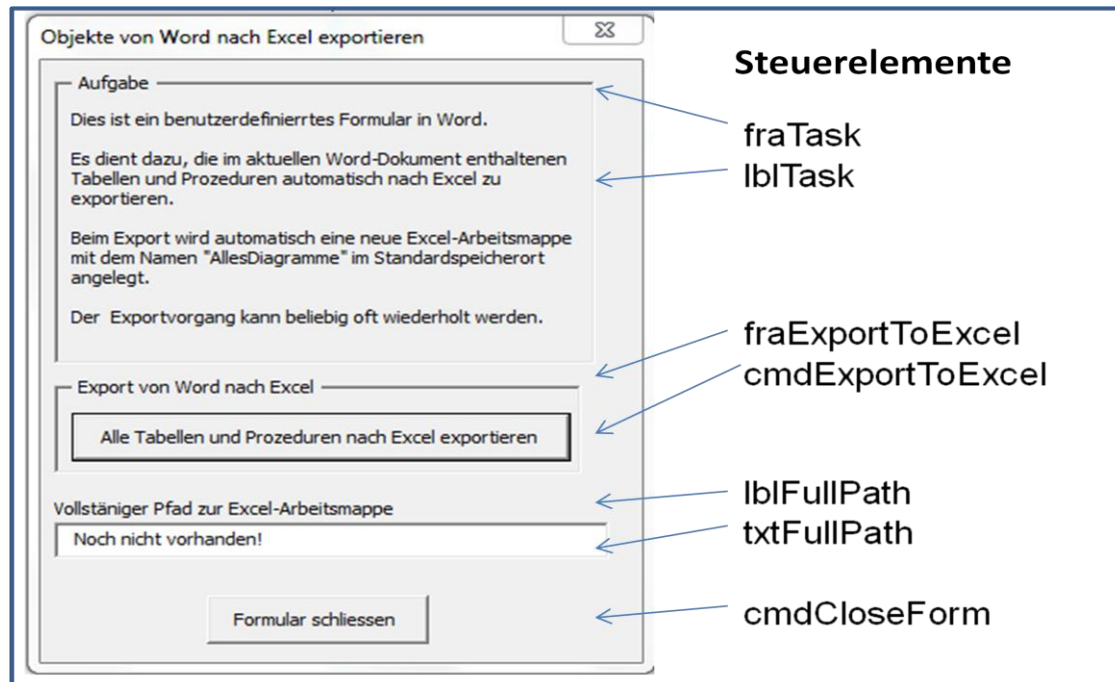 Objekte von Word nach Excel exportieren
Aufgabe
Dies ist ein benutzerdefinierrtes Formular in Word.
Es dient dazu, die im aktuellen Word-Dokument enthaltenen
Tabellen und Prozeduren automatisch nach Excel zu
exportieren.
Beim Export wird automatisch eine neue Excel-Arbeitsmappe
mit dem Namen "AllesDiagramme" im Standardspeicherort
angelegt.
Der Exportvorgang kann beliebig oft wiederholt werden.
Export von Word nach Excel
Alle Tabellen und Prozeduren nach Excel exportieren
Vollstäniger Pfad zur Excel-Arbeitsmappe
Noch nicht vorhanden!
Formular schliessen
Steuerelemente
fraTask
lblTask
fraExportToExcel
cmdExportToExcel
lblFullPath
txtFullPath
cmdCloseForm